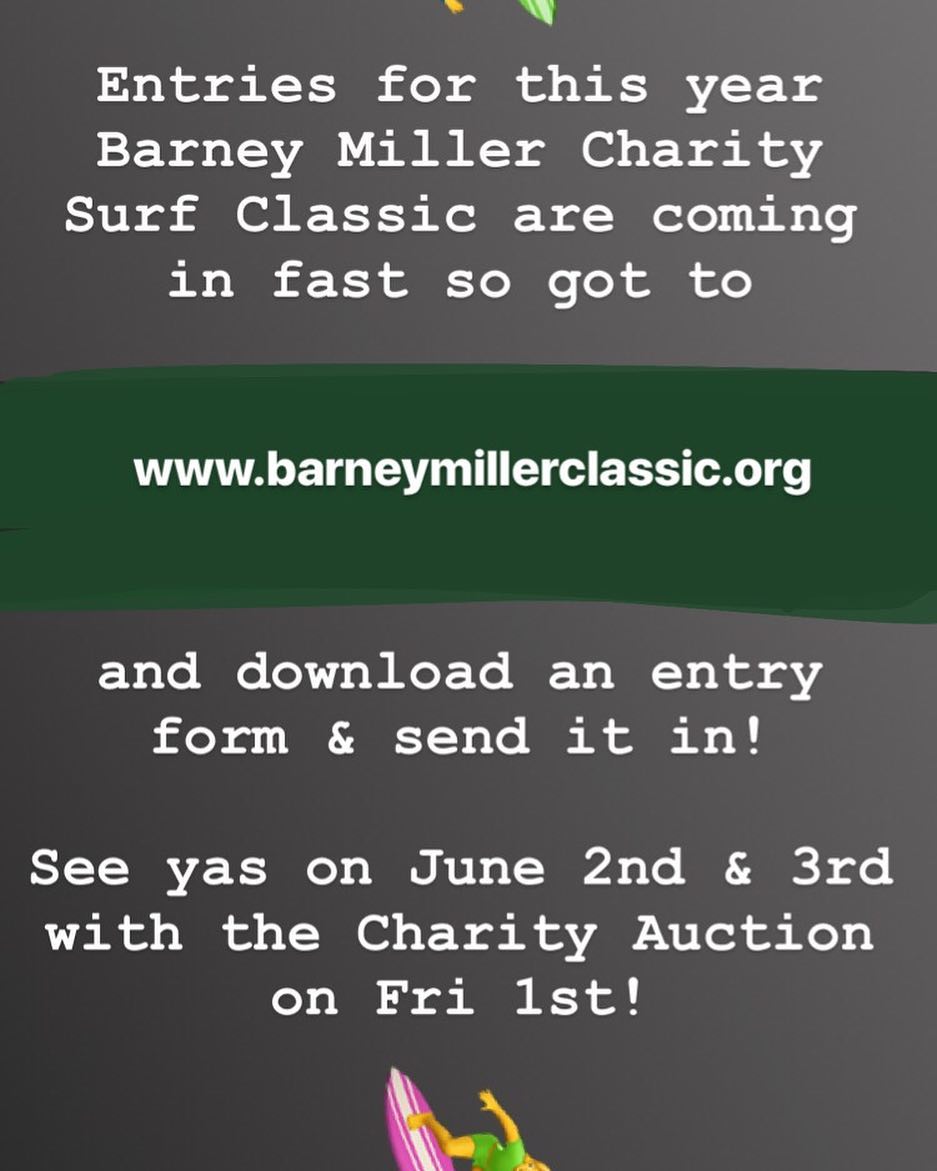 Entries for this year
Barney Miller Charity
Surf Classic are coming
in fast so got to
www.barneymillerclassic.org
and download an entry
form & send it in!
See yas on June 2nd & 3rd
with the Charity Auction
on Fri 1st!